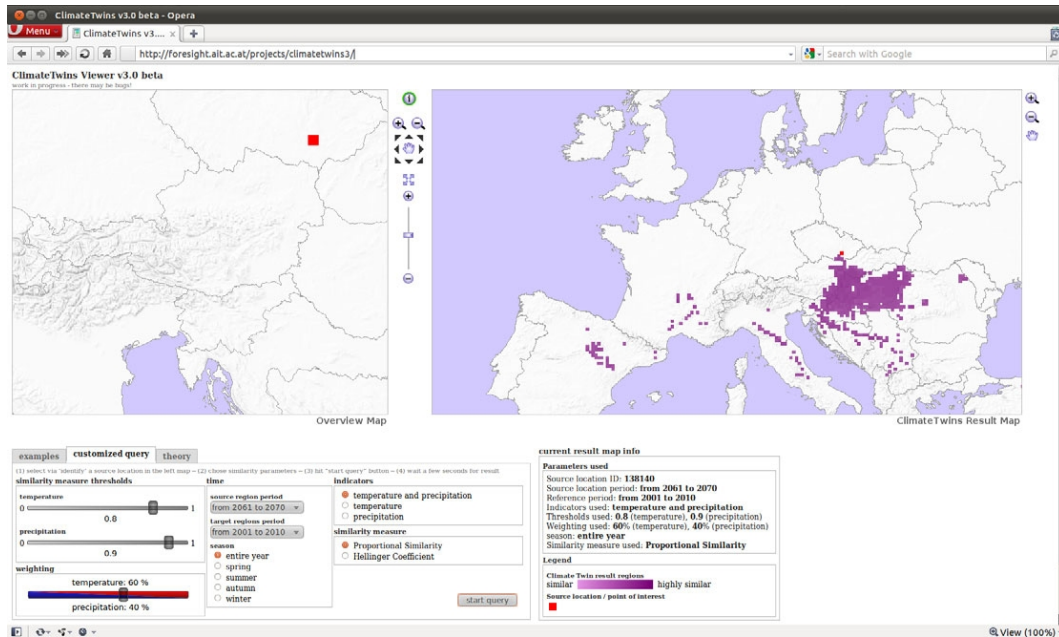 ClimateTwins v3.0 beta - Opera
Menu
ClimateTwins v3....
http://foresight.ait.ac.at/projects/climatetwins3/
Search with Google
ClimateTwins Viewer v3.0 beta
work in progress - there may be bugs!
Overview Map
ClimateTwins Result Map
examples customized query theory
(1) select via 'identify' a source location in the left map -- (2) chose similarity parameters -- (3) hit "start query" button -- (4) wait a few seconds for result
similarity measure thresholds
temperature
0 1
0.8
precipitation
0 1
0.9
weighting
temperature: 60 %
precipitation: 40 %
time
source region period
from 2061 to 2070
target regions period
from 2001 to 2010
season
entire year
spring
summer
autumn
winter
indicators
temperature and precipitation
temperature
precipitation
similarity measure
Proportional Similarity
Hellinger Coefficient
start query
current result map info
Parameters used
Source location ID: 138140
Source location period: from 2061 to 2070
Reference period: from 2001 to 2010
Indicators used: temperature and precipitation
Thresholds used: 0.8 (temperature), 0.9 (precipitation)
Weighting used: 60% (temperature), 40% (precipitation)
season: entire year
Similarity measure used: Proportional Similarity
Legend
Climate Twin result regions
similar highly similar
Source location / point of interest
View (100%)